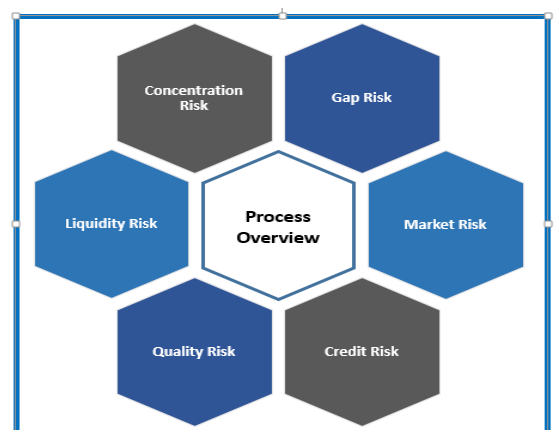 Concentration
Risk
Gap Risk
Liquidity Risk
Process
Overview
Market Risk
Quality Risk
Credit Risk